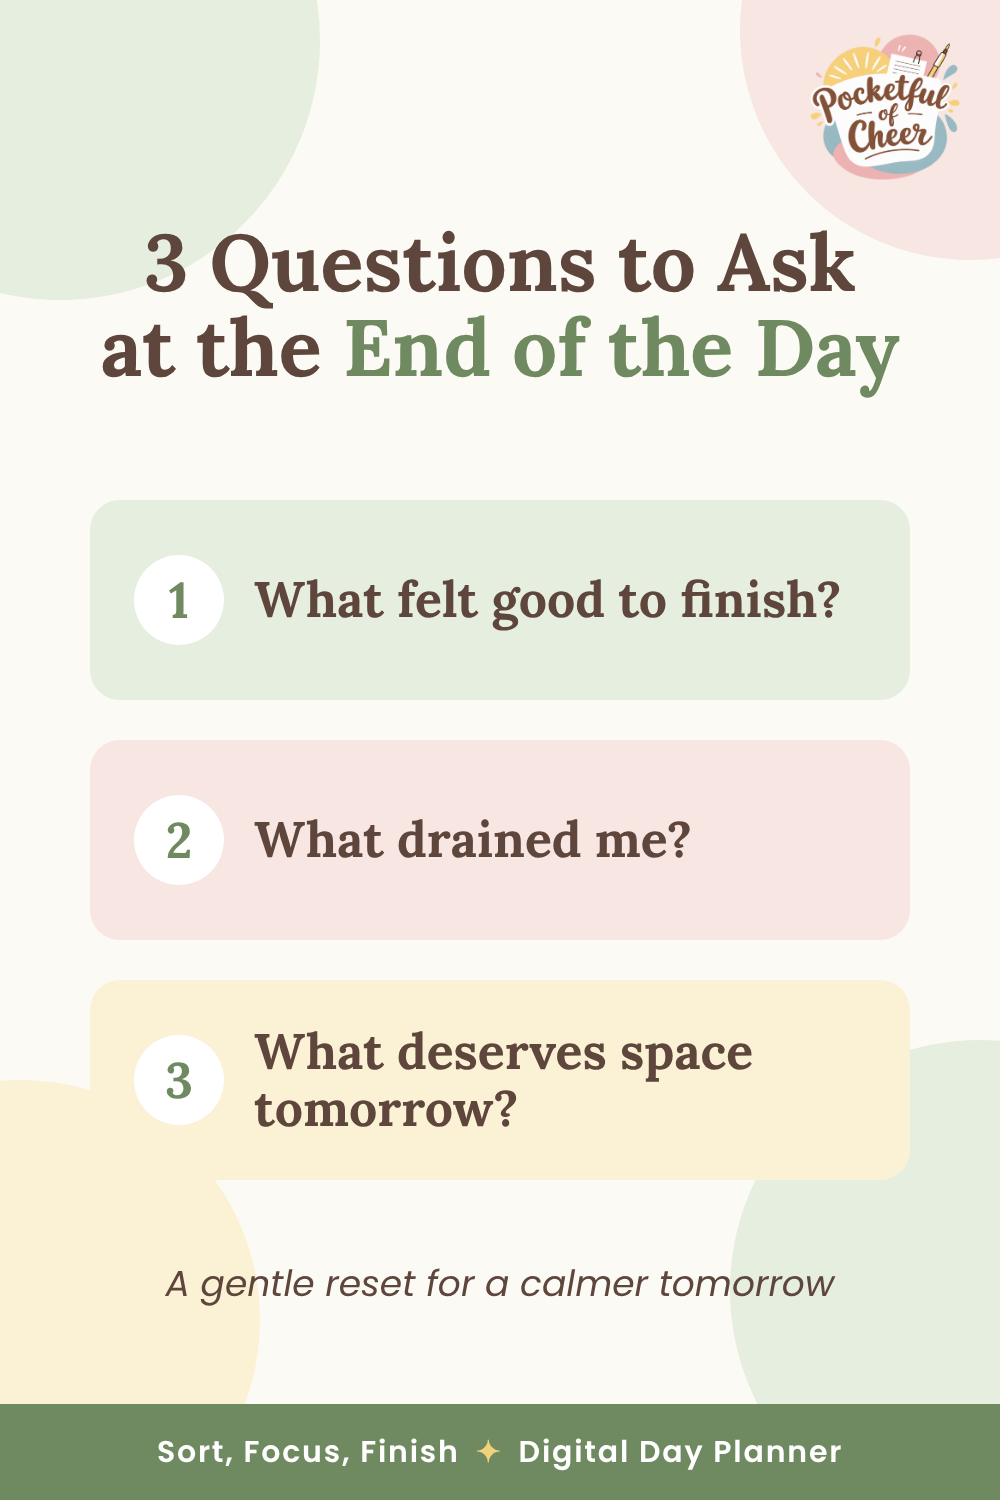 Pocketful
of
Cheer
3 Questions to Ask
at the End of the Day
1 What felt good to finish?
2 What drained me?
3 What deserves space
tomorrow?
A gentle reset for a calmer tomorrow
Sort, Focus, Finish ✦ Digital Day Planner